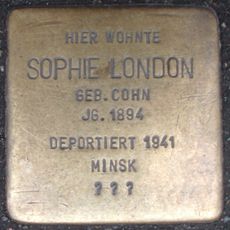 HIER WOHNTE
SOPHIE LONDON
GEB. COHN
JG. 1894
DEPORTIERT 1941
MINSK
? ? ?